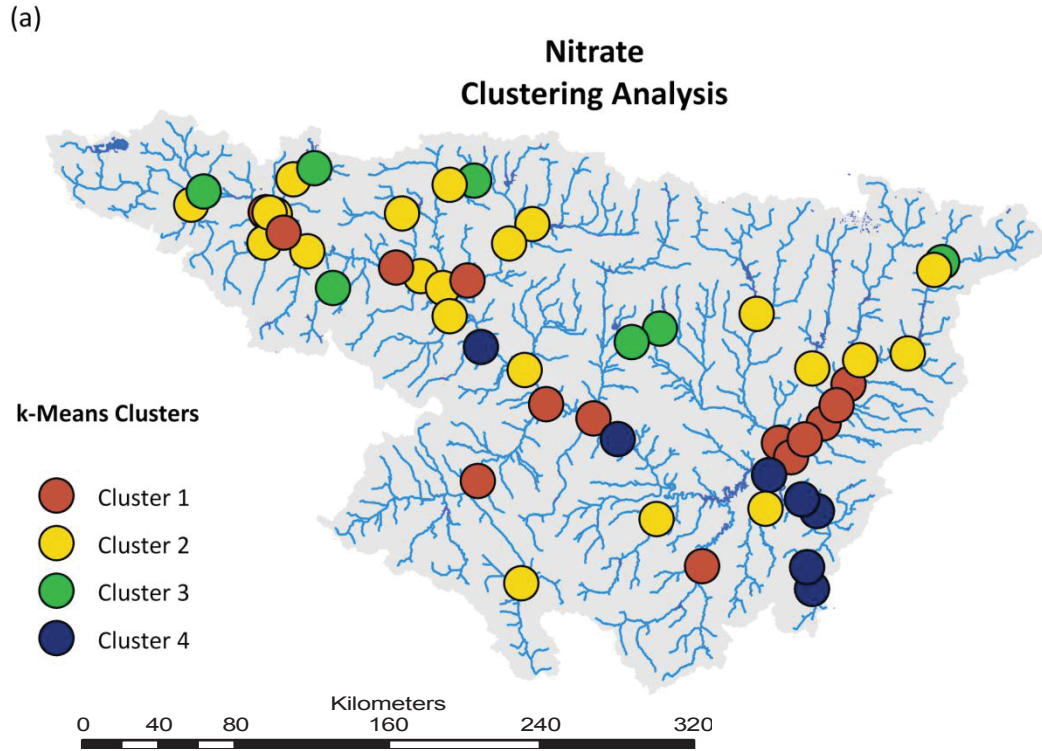 (a)
Nitrate
Clustering Analysis
k-Means Clusters
Cluster 1
Cluster 2
Cluster 3
Cluster 4
Kilometers
0 40 80 160 240 320